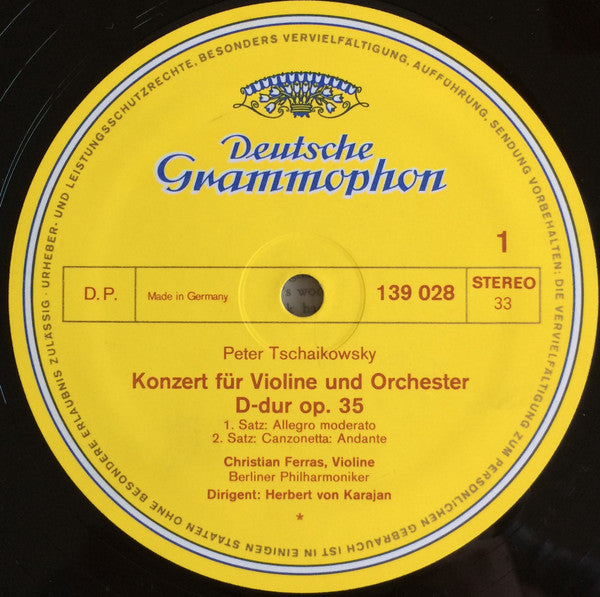 URHEBER- UND LEISTUNGSSCHUTZRECHTE, BESONDERS VERVIELFÄLTIGUNG, AUFFÜHRUNG, SENDUNG VORBEHALTEN: DIE VERVIELFÄLTIGUNG ZUM PERSÖNLICHEN GEBRAUCH IST IN EINIGEN STAATEN OHNE BESONDERE ERLAUBNIS ZULÄSSIG ·
Deutsche
Grammophon
1
D.P.
Made in Germany
139 028
STEREO
33
Peter Tschaikowsky
Konzert für Violine und Orchester
D-dur op. 35
1. Satz: Allegro moderato
2. Satz: Canzonetta: Andante
Christian Ferras, Violine
Berliner Philharmoniker
Dirigent: Herbert von Karajan
*